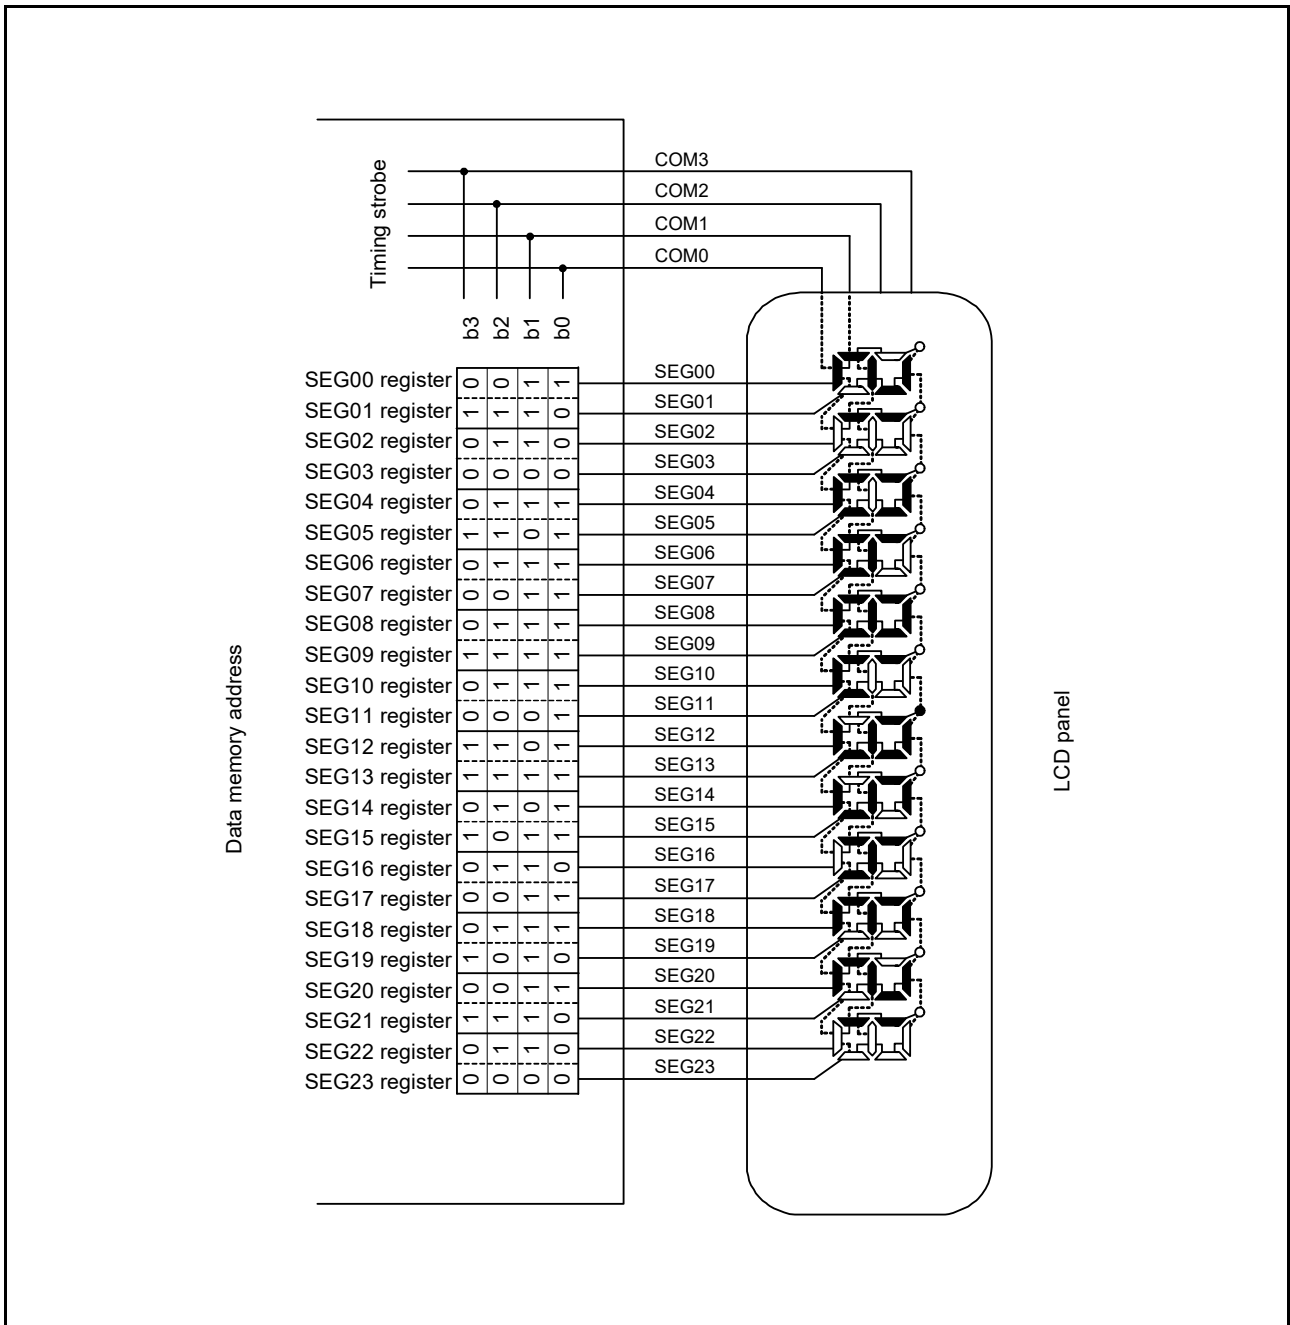 Timing strobe
COM3
COM2
COM1
COM0
b3 b2 b1 b0
SEG00 register 0 0 1 1 SEG00
SEG01 register 1 1 1 0 SEG01
SEG02 register 0 1 1 0 SEG02
SEG03 register 0 0 0 0 SEG03
SEG04 register 0 1 1 1 SEG04
SEG05 register 1 1 0 1 SEG05
SEG06 register 0 1 1 1 SEG06
SEG07 register 0 0 1 1 SEG07
SEG08 register 0 1 1 1 SEG08
SEG09 register 1 1 1 1 SEG09
SEG10 register 0 1 1 1 SEG10
SEG11 register 0 0 0 1 SEG11
SEG12 register 1 1 0 1 SEG12
SEG13 register 1 1 1 1 SEG13
SEG14 register 0 1 0 1 SEG14
SEG15 register 1 0 1 1 SEG15
SEG16 register 0 1 1 0 SEG16
SEG17 register 0 0 1 1 SEG17
SEG18 register 0 1 1 1 SEG18
SEG19 register 1 0 1 0 SEG19
SEG20 register 0 0 1 1 SEG20
SEG21 register 1 1 1 0 SEG21
SEG22 register 0 1 1 0 SEG22
SEG23 register 0 0 0 0 SEG23
Data memory address
LCD panel